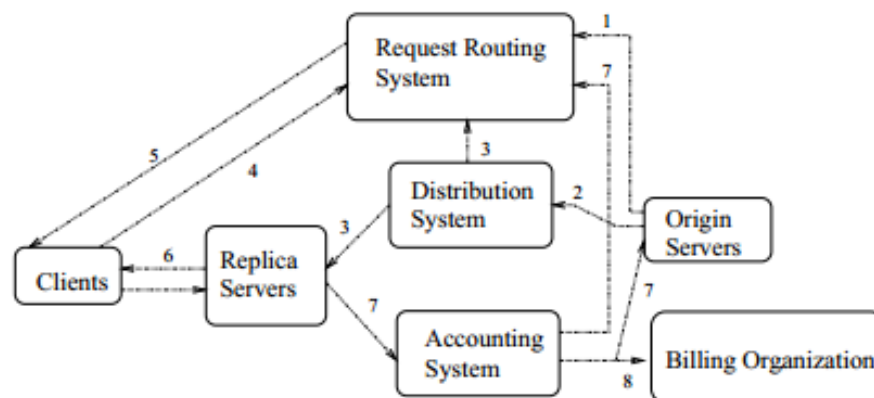 1
Request Routing
System
7
5
4
3
Distribution
System
2
Origin
Servers
3
6
Replica
Servers
Clients
7
7
Accounting
System
8
Billing Organization